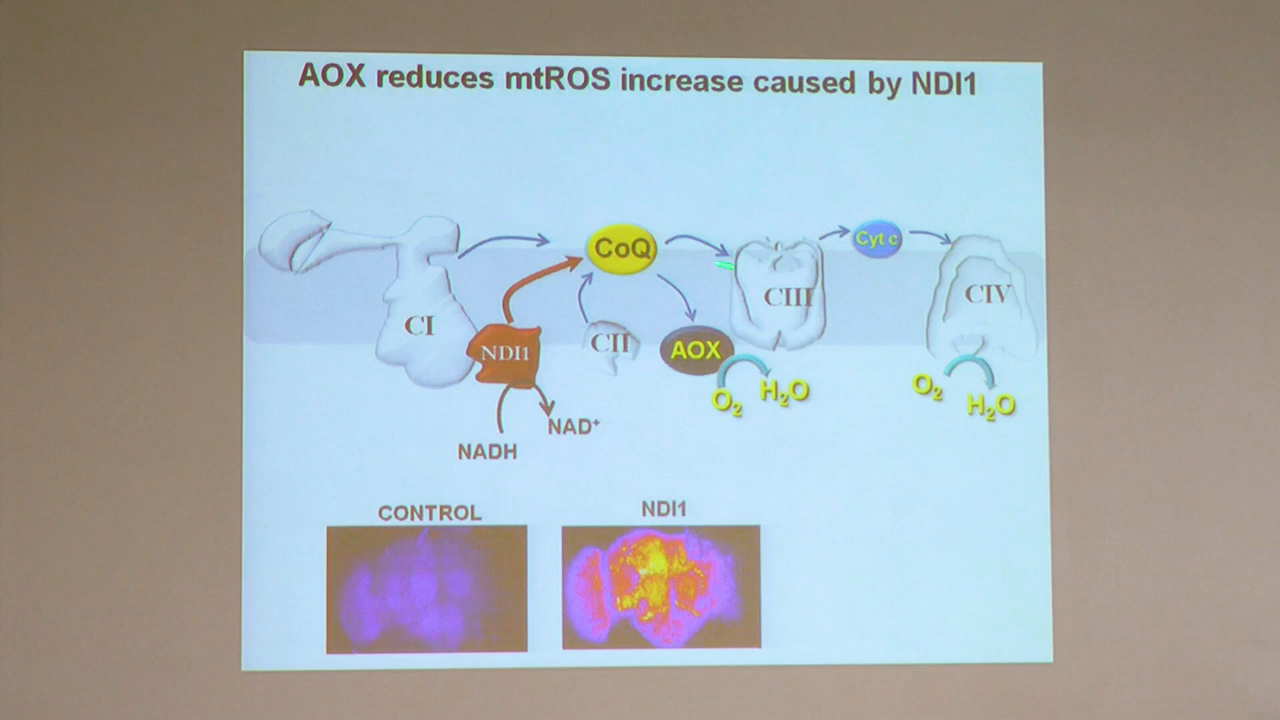 AOX reduces mtROS increase caused by NDI1
CoQ
Cyt c
CI
NDI1
CII
AOX
CIII
CIV
O₂
H₂O
O₂
H₂O
NADH
NAD⁺
CONTROL
NDI1